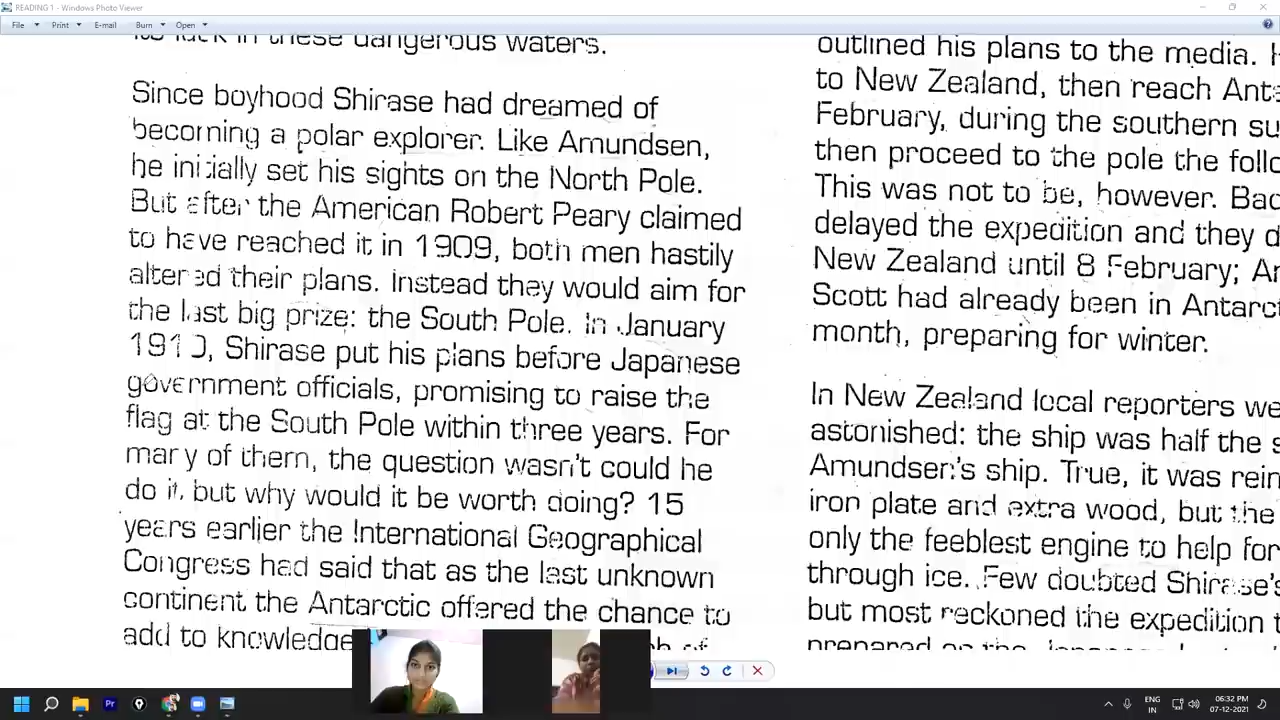 READING 1 - Windows Photo Viewer
File Print E-mail Burn Open
its luck in these dangerous waters.
Since boyhood Shirase had dreamed of
becoming a polar explorer. Like Amundsen,
he initially set his sights on the North Pole.
But after the American Robert Peary claimed
to have reached it in 1909, both men hastily
altered their plans. Instead they would aim for
the last big prize: the South Pole. In January
1910, Shirase put his plans before Japanese
government officials, promising to raise the
flag at the South Pole within three years. For
many of them, the question wasn't could he
do it, but why would it be worth doing? 15
years earlier the International Geographical
Congress had said that as the last unknown
continent the Antarctic offered the chance to
add to knowledge
outlined his plans to the media.
to New Zealand, then reach
February, during the southern
then proceed to the pole the
This was not to be, however.
delayed the expedition and they
New Zealand until 8 February;
Scott had already been in
month, preparing for winter.
In New Zealand local reporters
astonished: the ship was half the
Amundsen's ship. True, it was
iron plate and extra wood, but the
only the feeblest engine to help
through ice. Few doubted Shirase's
but most reckoned the expedition
ENG
IN
06:32 PM
07-12-2021